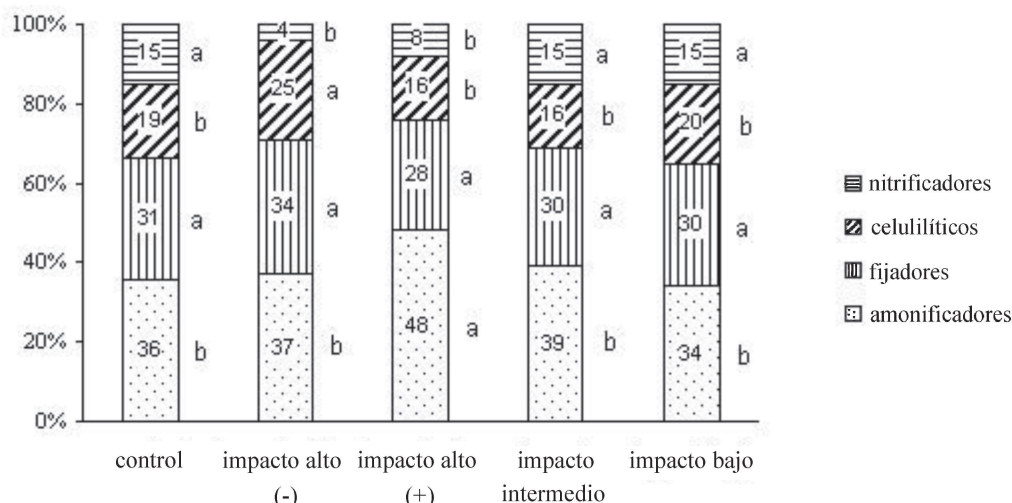 100%
80%
60%
40%
20%
0%
15 a
19 b
31 a
36 b
4 b
25 a
34 a
37 b
8 b
16 b
28 a
48 a
15 a
16 b
30 a
39 b
15 a
20 b
30 a
34 b
control
impacto alto
(-)
impacto alto
(+)
impacto
intermedio
impacto bajo
nitrificadores
celulilíticos
fijadores
amonificadores